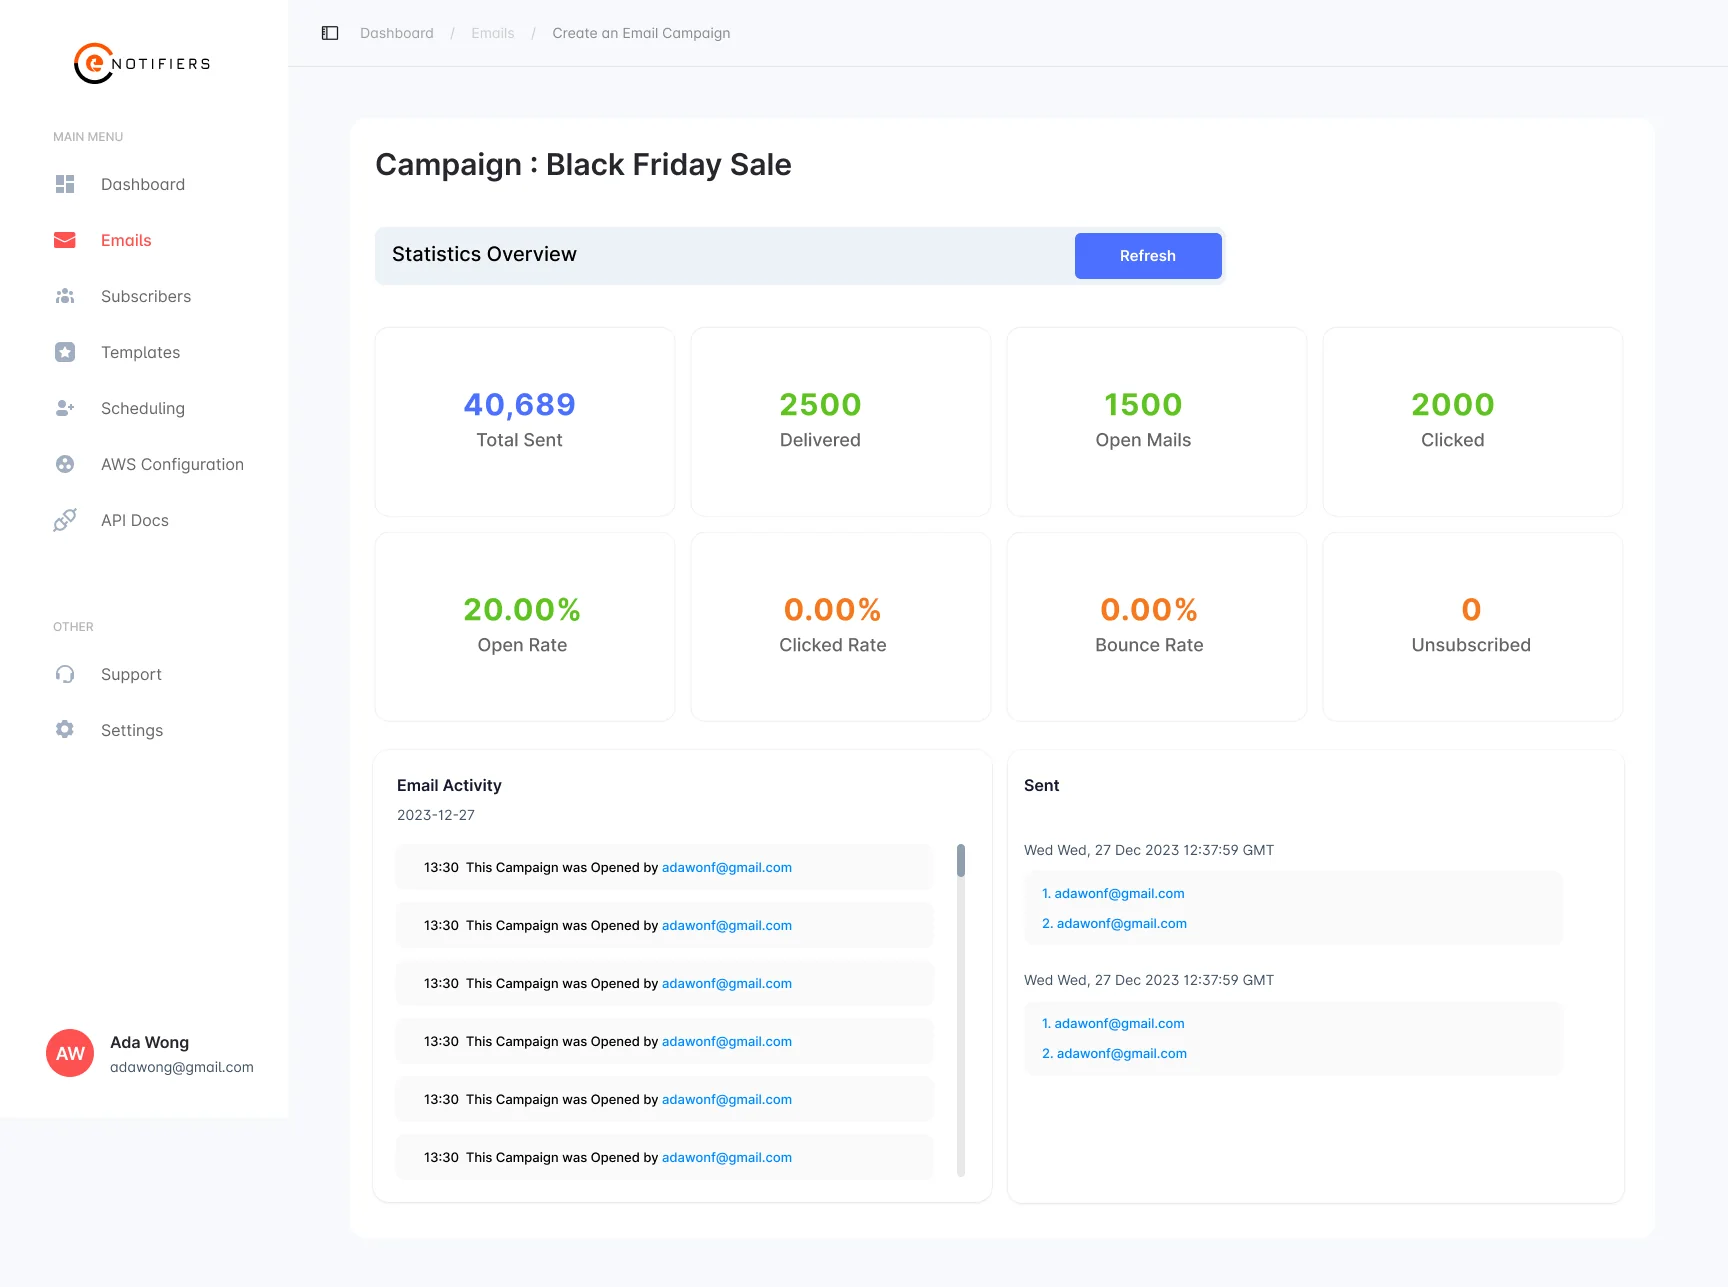 NOTIFIERS
MAIN MENU
Dashboard
Emails
Subscribers
Templates
Scheduling
AWS Configuration
API Docs
OTHER
Support
Settings
AW
Ada Wong
adawong@gmail.com
Dashboard / Emails / Create an Email Campaign
Campaign : Black Friday Sale
Statistics Overview
Refresh
40,689
Total Sent
2500
Delivered
1500
Open Mails
2000
Clicked
20.00%
Open Rate
0.00%
Clicked Rate
0.00%
Bounce Rate
0
Unsubscribed
Email Activity
2023-12-27
13:30 This Campaign was Opened by adawonf@gmail.com
13:30 This Campaign was Opened by adawonf@gmail.com
13:30 This Campaign was Opened by adawonf@gmail.com
13:30 This Campaign was Opened by adawonf@gmail.com
13:30 This Campaign was Opened by adawonf@gmail.com
13:30 This Campaign was Opened by adawonf@gmail.com
Sent
Wed Wed, 27 Dec 2023 12:37:59 GMT
1. adawonf@gmail.com
2. adawonf@gmail.com
Wed Wed, 27 Dec 2023 12:37:59 GMT
1. adawonf@gmail.com
2. adawonf@gmail.com